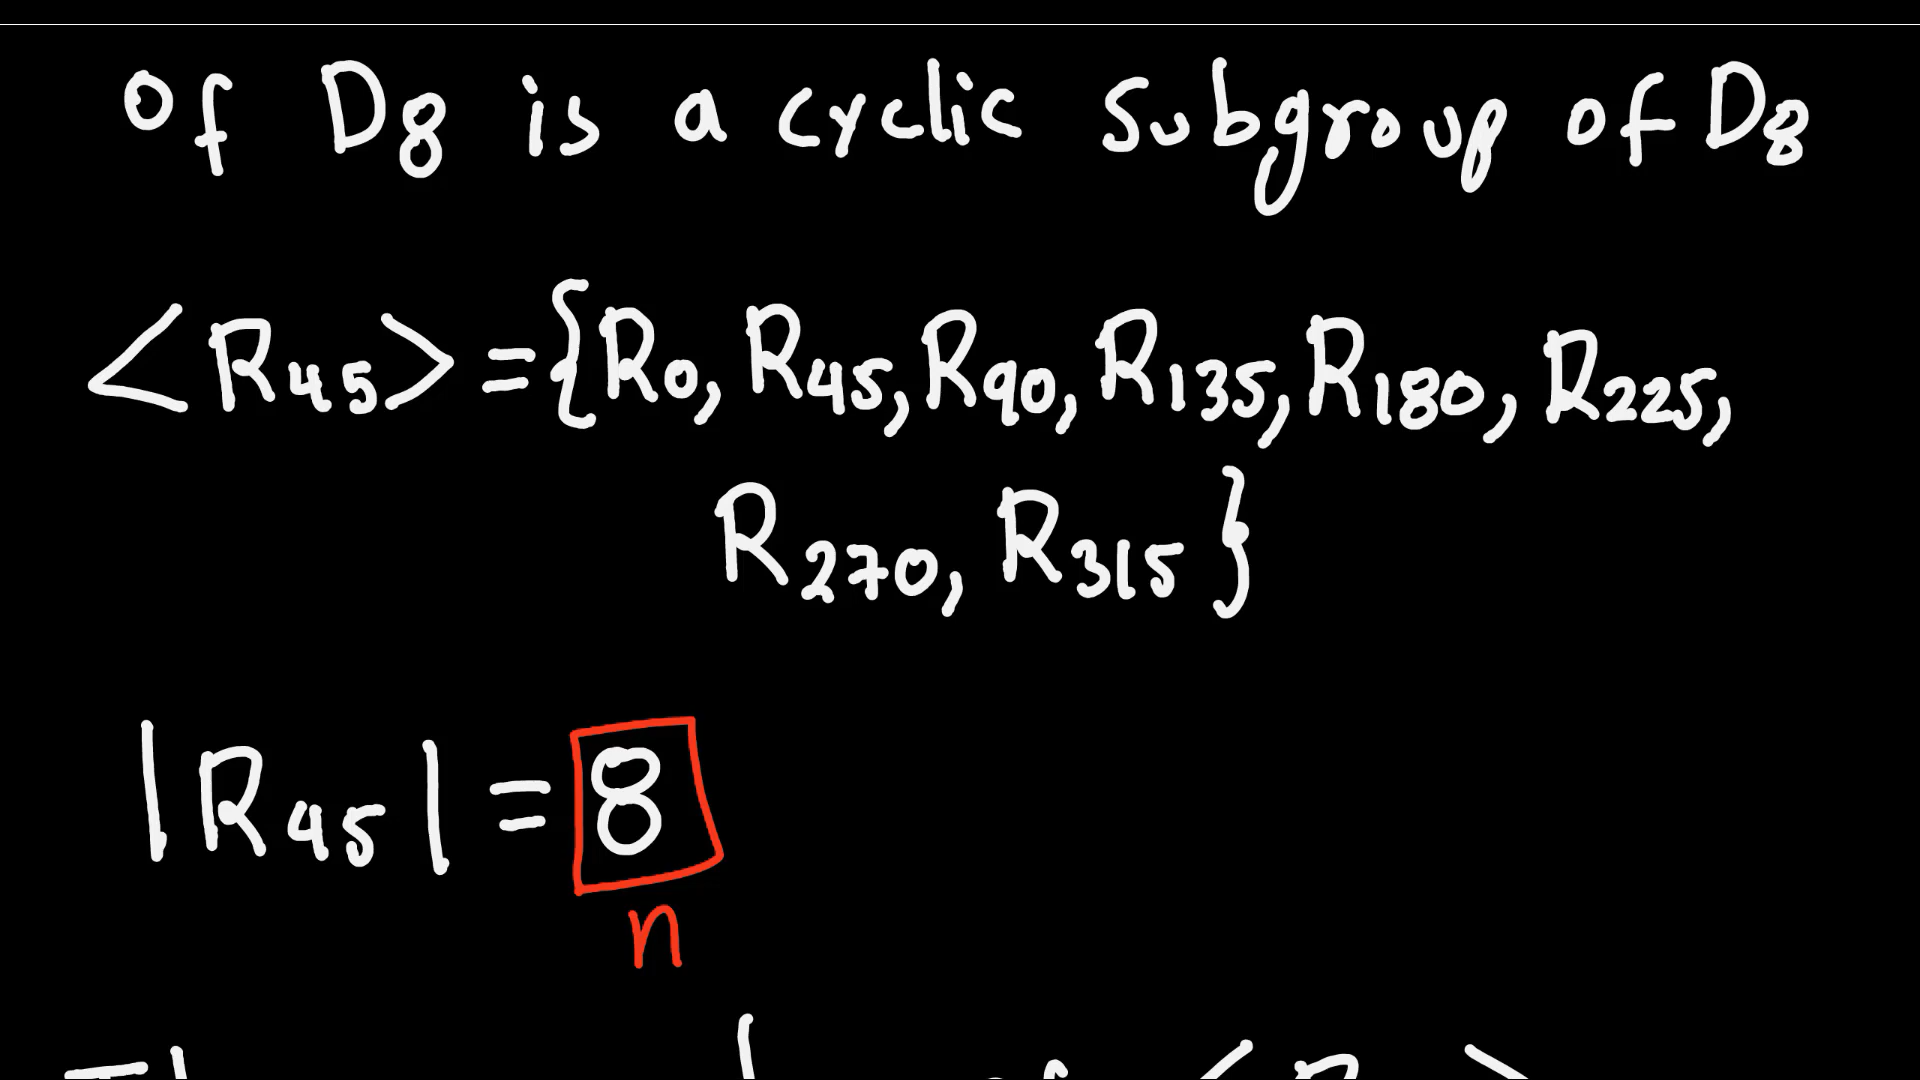 of D8 is a cyclic subgroup of D8
<R45> = {R0, R45, R90, R135, R180, R225,
R270, R315}
|R45| = 8
n